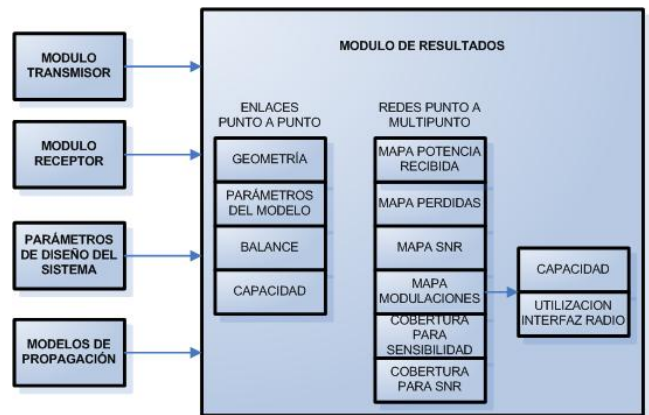 MODULO
TRANSMISOR
MODULO
RECEPTOR
PARÁMETROS
DE DISEÑO DEL
SISTEMA
MODELOS DE
PROPAGACIÓN
MODULO DE RESULTADOS
ENLACES
PUNTO A PUNTO
GEOMETRÍA
PARÁMETROS
DEL MODELO
BALANCE
CAPACIDAD
REDES PUNTO A
MULTIPUNTO
MAPA POTENCIA
RECIBIDA
MAPA PERDIDAS
MAPA SNR
MAPA
MODULACIONES
COBERTURA
PARA
SENSIBILIDAD
COBERTURA
PARA SNR
CAPACIDAD
UTILIZACION
INTERFAZ RADIO